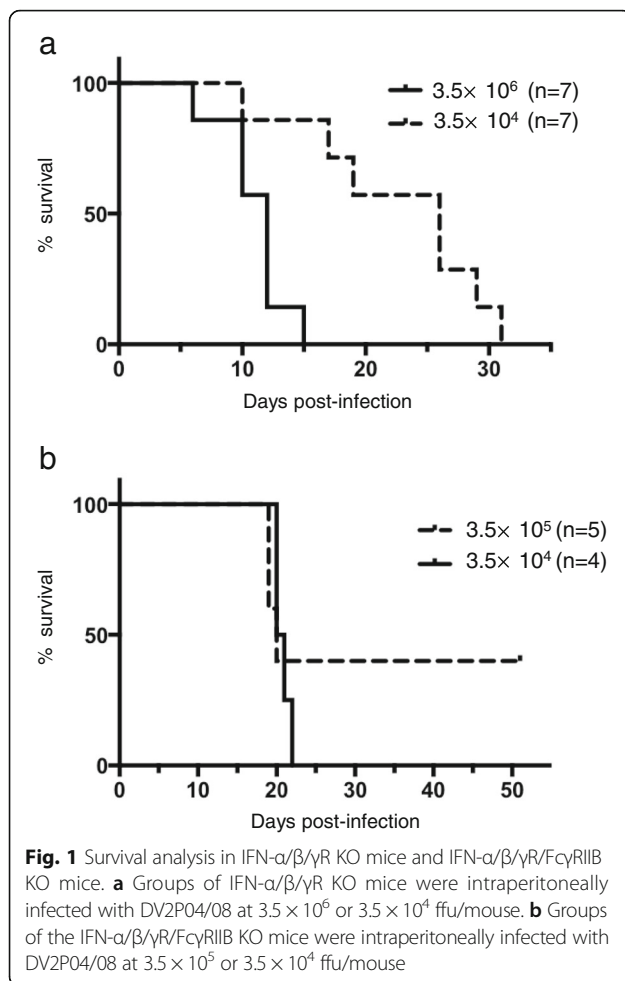 a
100
50
0
% survival
3.5× 10⁶ (n=7)
3.5× 10⁴ (n=7)
0 10 20 30
Days post-infection
b
100
50
0
% survival
3.5× 10⁵ (n=5)
3.5× 10⁴ (n=4)
0 10 20 30 40 50
Days post-infection
Fig. 1 Survival analysis in IFN-α/β/γR KO mice and IFN-α/β/γR/FcγRIIB
KO mice. a Groups of IFN-α/β/γR KO mice were intraperitoneally
infected with DV2P04/08 at 3.5 × 10⁶ or 3.5 × 10⁴ ffu/mouse. b Groups
of the IFN-α/β/γR/FcγRIIB KO mice were intraperitoneally infected with
DV2P04/08 at 3.5 × 10⁵ or 3.5 × 10⁴ ffu/mouse